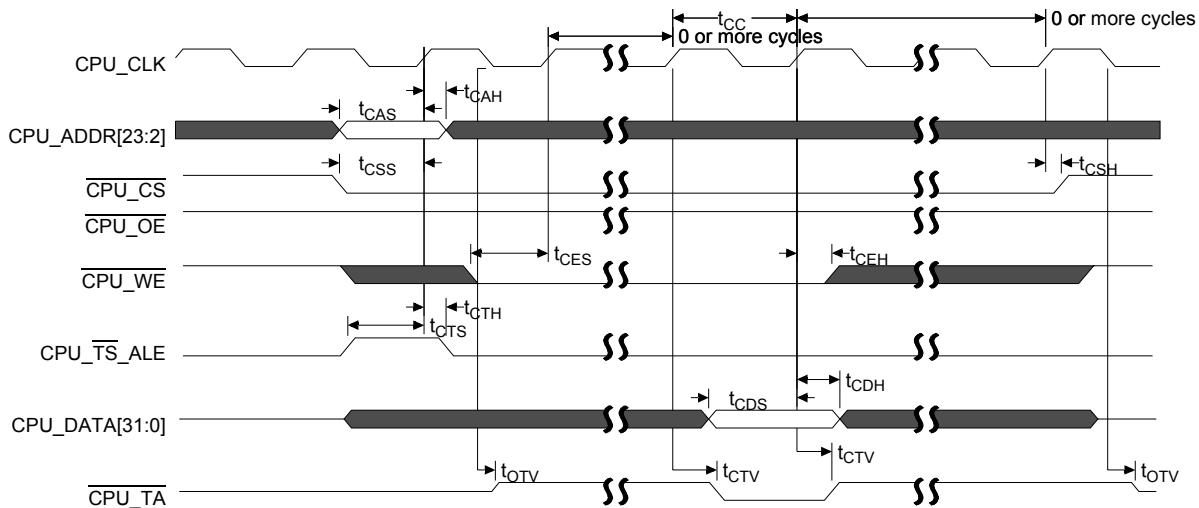 tCC
0 or more cycles
0 or more cycles
CPU_CLK
tCAH
tCAS
CPU_ADDR[23:2]
tCSS
tCSH
CPU_CS
CPU_OE
tCES
tCEH
CPU_WE
tCTH
tCTS
CPU_TS_ALE
tCDH
tCDS
CPU_DATA[31:0]
tCTV
tOTV
tCTV
tOTV
CPU_TA